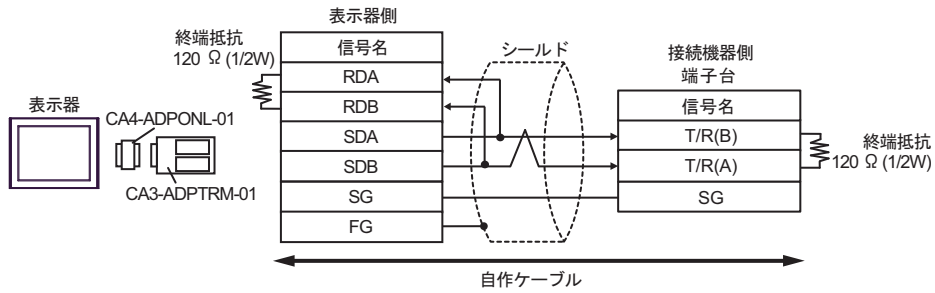 表示器側
信号名
RDA
RDB
SDA
SDB
SG
FG
終端抵抗
120 Ω (1/2W)
表示器
CA4-ADPONL-01
CA3-ADPTRM-01
シールド
接続機器側
端子台
信号名
T/R(B)
T/R(A)
SG
終端抵抗
120 Ω (1/2W)
自作ケーブル